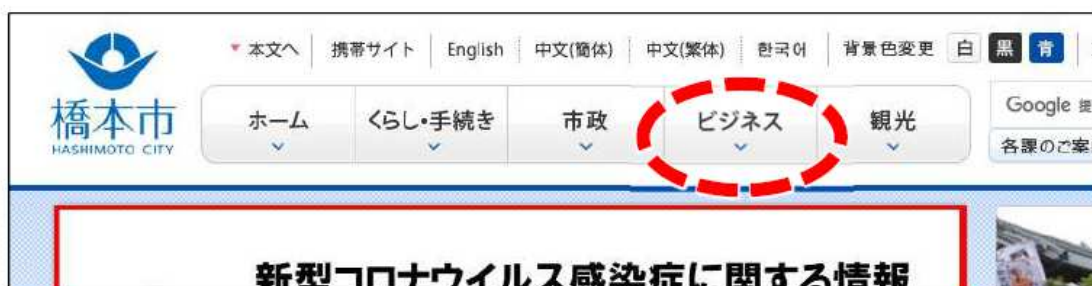 本文へ 携帯サイト English 中文(簡体) 中文(繁体) 한국어 背景色変更 白 黒 青
橋本市
HASHIMOTO CITY
ホーム くらし・手続き 市政 ビジネス 観光
Google
各課のご案
新型コロナウイルス感染症に関する情報